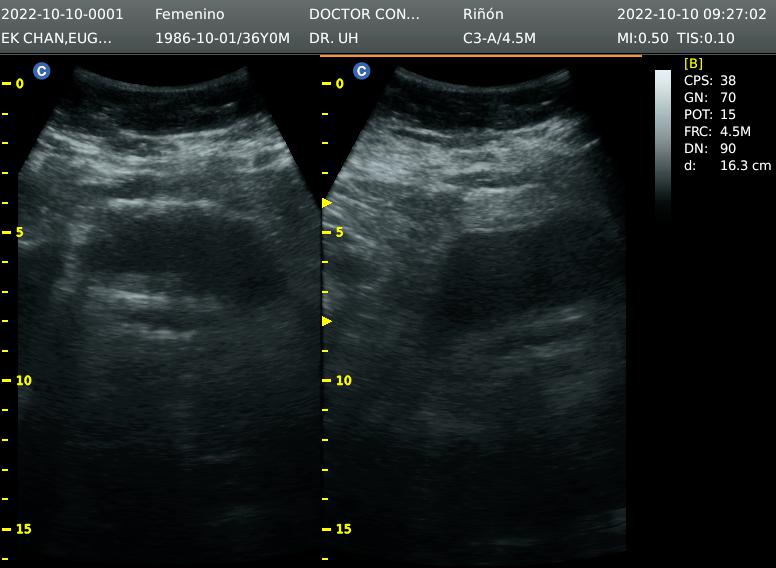 2022-10-10-0001 Femenino DOCTOR CON... Riñón 2022-10-10 09:27:02
EK CHAN,EUG... 1986-10-01/36Y0M DR. UH C3-A/4.5M MI:0.50 TIS:0.10
[B]
CPS: 38
GN: 70
POT: 15
FRC: 4.5M
DN: 90
d: 16.3 cm
C C
0 0
5 5
10 10
15 15